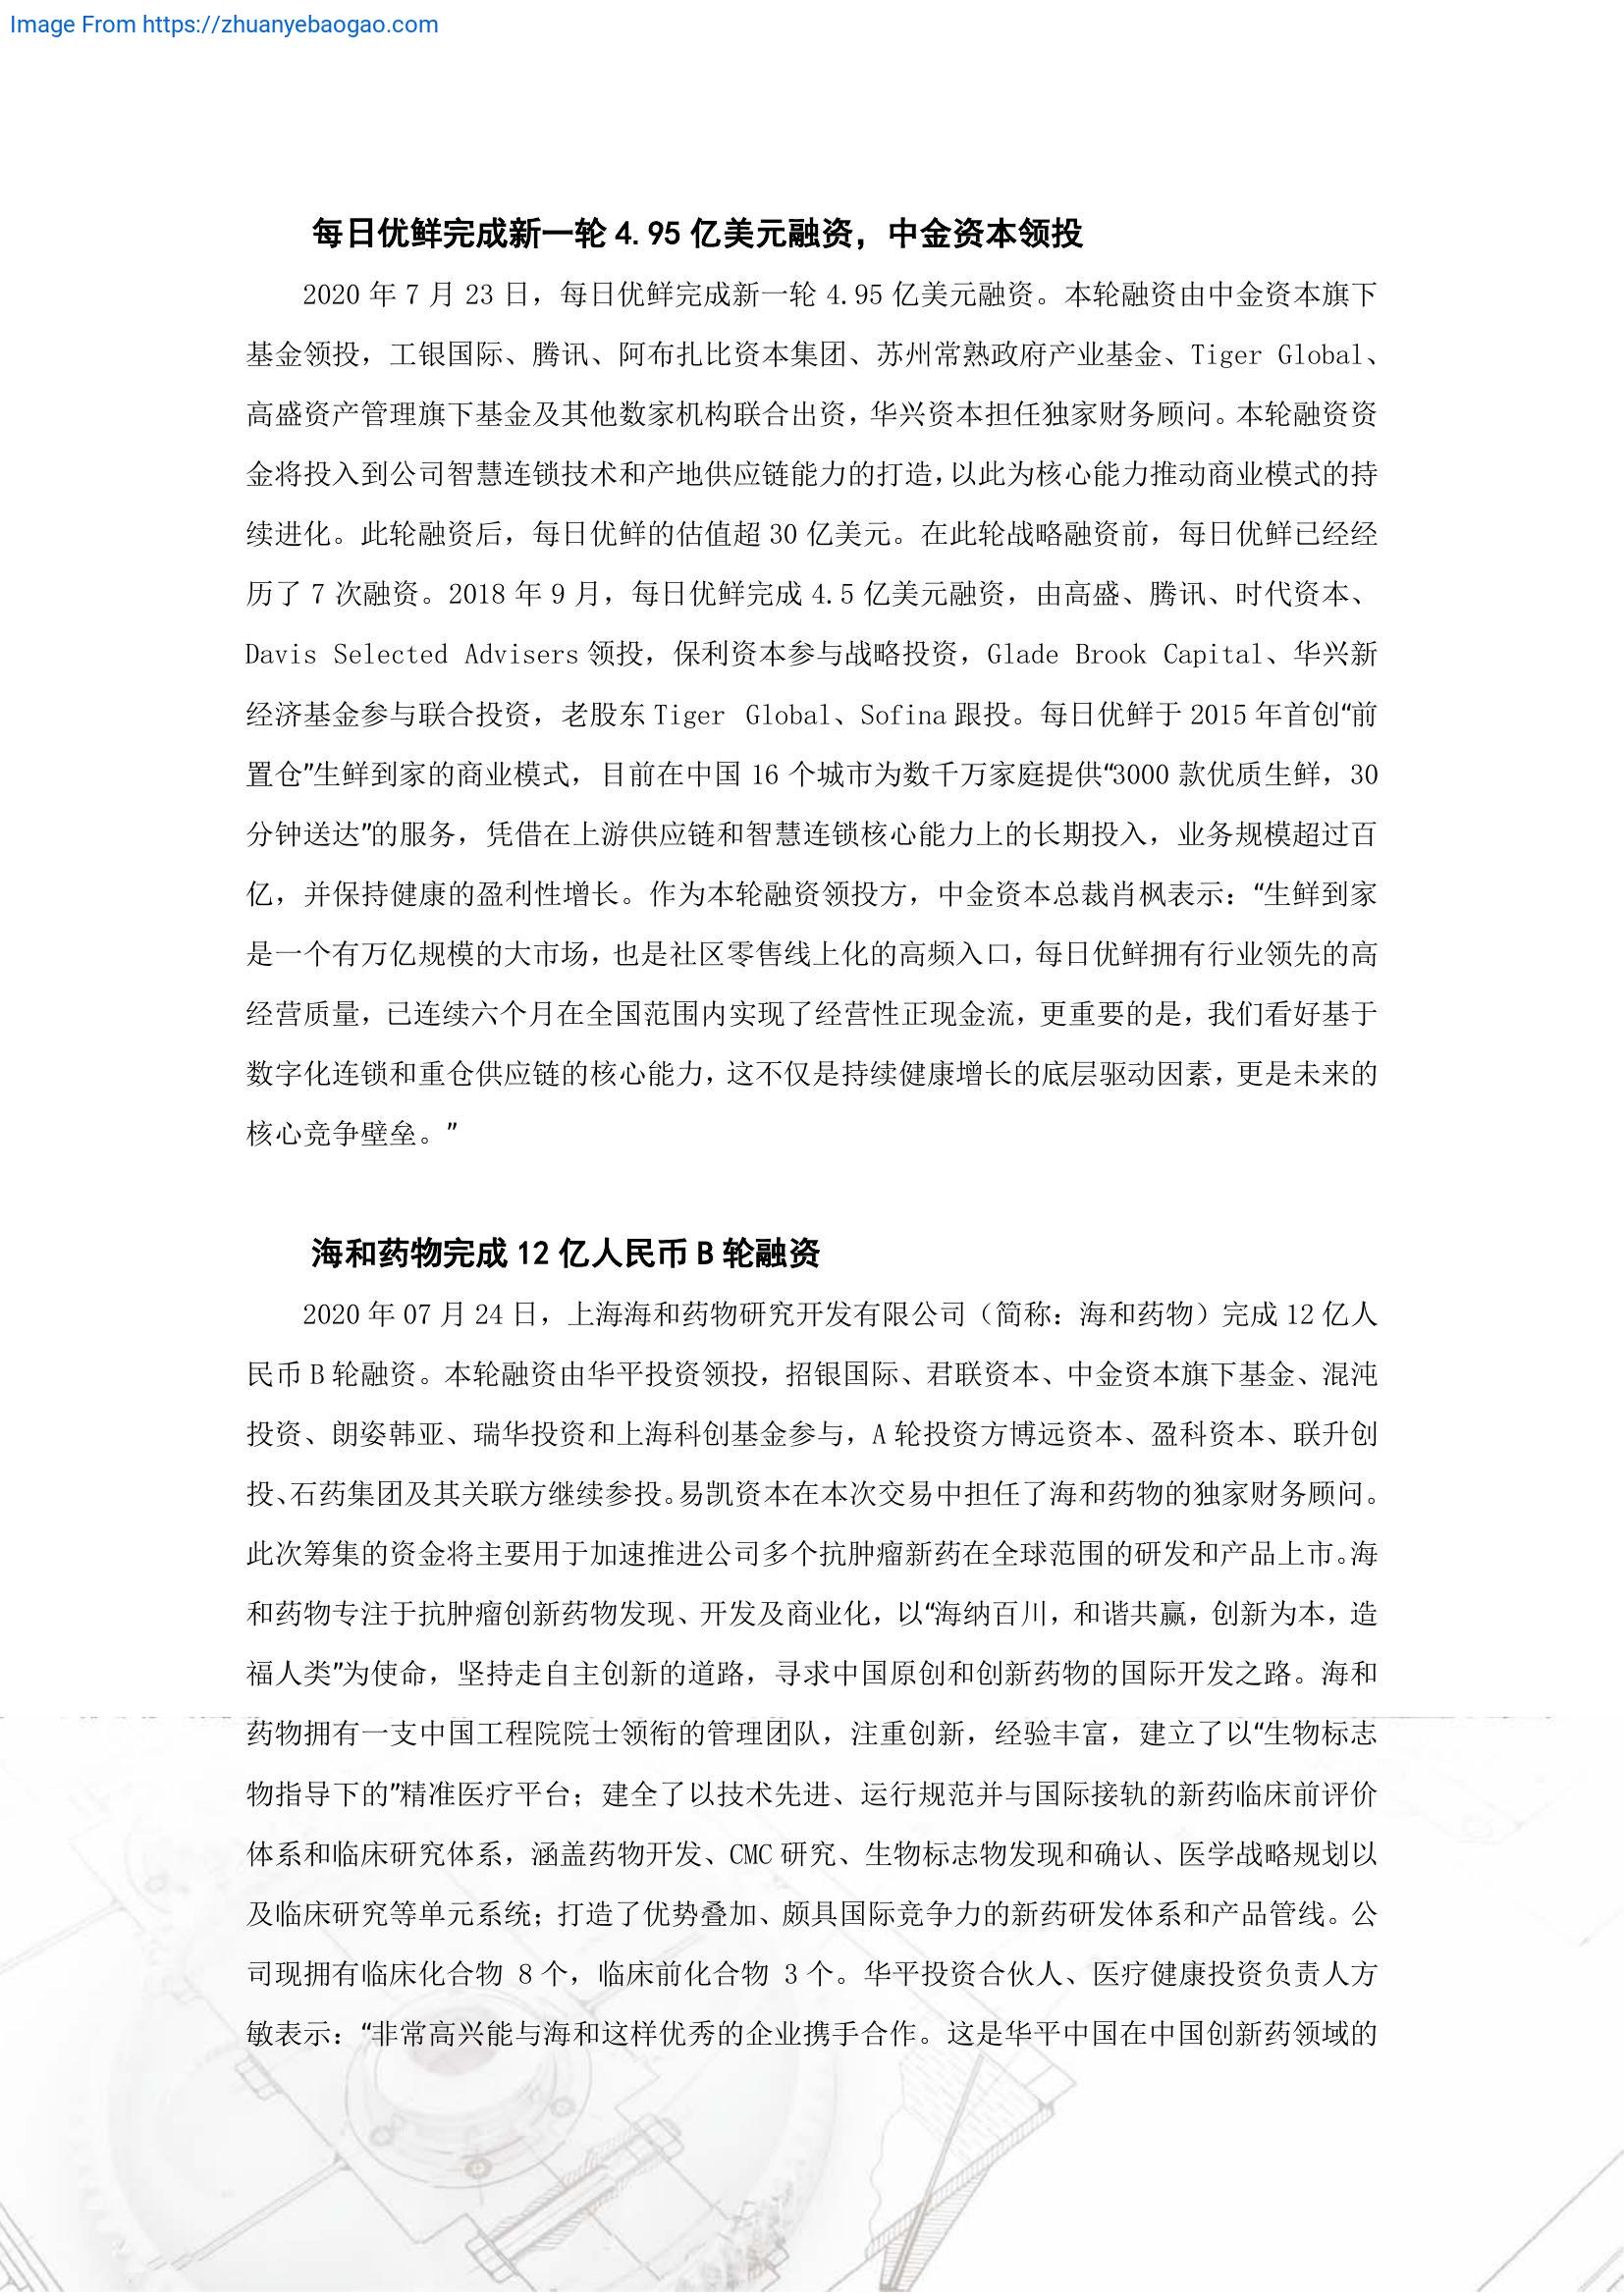 Image From https://zhuanyebaogao.com
每日优鲜完成新一轮 4.95 亿美元融资，中金资本领投
2020 年 7 月 23 日，每日优鲜完成新一轮 4.95 亿美元融资。本轮融资由中金资本旗下
基金领投，工银国际、腾讯、阿布扎比资本集团、苏州常熟政府产业基金、Tiger Global、
高盛资产管理旗下基金及其他数家机构联合出资，华兴资本担任独家财务顾问。本轮融资资
金将投入到公司智慧连锁技术和产地供应链能力的打造，以此为核心能力推动商业模式的持
续进化。此轮融资后，每日优鲜的估值超 30 亿美元。在此轮战略融资前，每日优鲜已经经
历了 7 次融资。2018 年 9 月，每日优鲜完成 4.5 亿美元融资，由高盛、腾讯、时代资本、
Davis Selected Advisers 领投，保利资本参与战略投资，Glade Brook Capital、华兴新
经济基金参与联合投资，老股东 Tiger Global、Sofina 跟投。每日优鲜于 2015 年首创“前
置仓”生鲜到家的商业模式，目前在中国 16 个城市为数千万家庭提供“3000 款优质生鲜，30
分钟送达”的服务，凭借在上游供应链和智慧连锁核心能力上的长期投入，业务规模超过百
亿，并保持健康的盈利性增长。作为本轮融资领投方，中金资本总裁肖枫表示：“生鲜到家
是一个有万亿规模的大市场，也是社区零售线上化的高频入口，每日优鲜拥有行业领先的高
经营质量，已连续六个月在全国范围内实现了经营性正现金流，更重要的是，我们看好基于
数字化连锁和重仓供应链的核心能力，这不仅是持续健康增长的底层驱动因素，更是未来的
核心竞争壁垒。”
海和药物完成 12 亿人民币 B 轮融资
2020 年 07 月 24 日，上海海和药物研究开发有限公司（简称：海和药物）完成 12 亿人
民币 B 轮融资。本轮融资由华平投资领投，招银国际、君联资本、中金资本旗下基金、混沌
投资、朗姿韩亚、瑞华投资和上海科创基金参与，A 轮投资方博远资本、盈科资本、联升创
投、石药集团及其关联方继续参投。易凯资本在本次交易中担任了海和药物的独家财务顾问。
此次筹集的资金将主要用于加速推进公司多个抗肿瘤新药在全球范围的研发和产品上市。海
和药物专注于抗肿瘤创新药物发现、开发及商业化，以“海纳百川，和谐共赢，创新为本，造
福人类”为使命，坚持走自主创新的道路，寻求中国原创和创新药物的国际开发之路。海和
药物拥有一支中国工程院院士领衔的管理团队，注重创新，经验丰富，建立了以“生物标志
物指导下的”精准医疗平台；建全了以技术先进、运行规范并与国际接轨的新药临床前评价
体系和临床研究体系，涵盖药物开发、CMC 研究、生物标志物发现和确认、医学战略规划以
及临床研究等单元系统；打造了优势叠加、颇具国际竞争力的新药研发体系和产品管线。公
司现拥有临床化合物 8 个，临床前化合物 3 个。华平投资合伙人、医疗健康投资负责人方
敏表示：“非常高兴能与海和这样优秀的企业携手合作。这是华平中国在中国创新药领域的